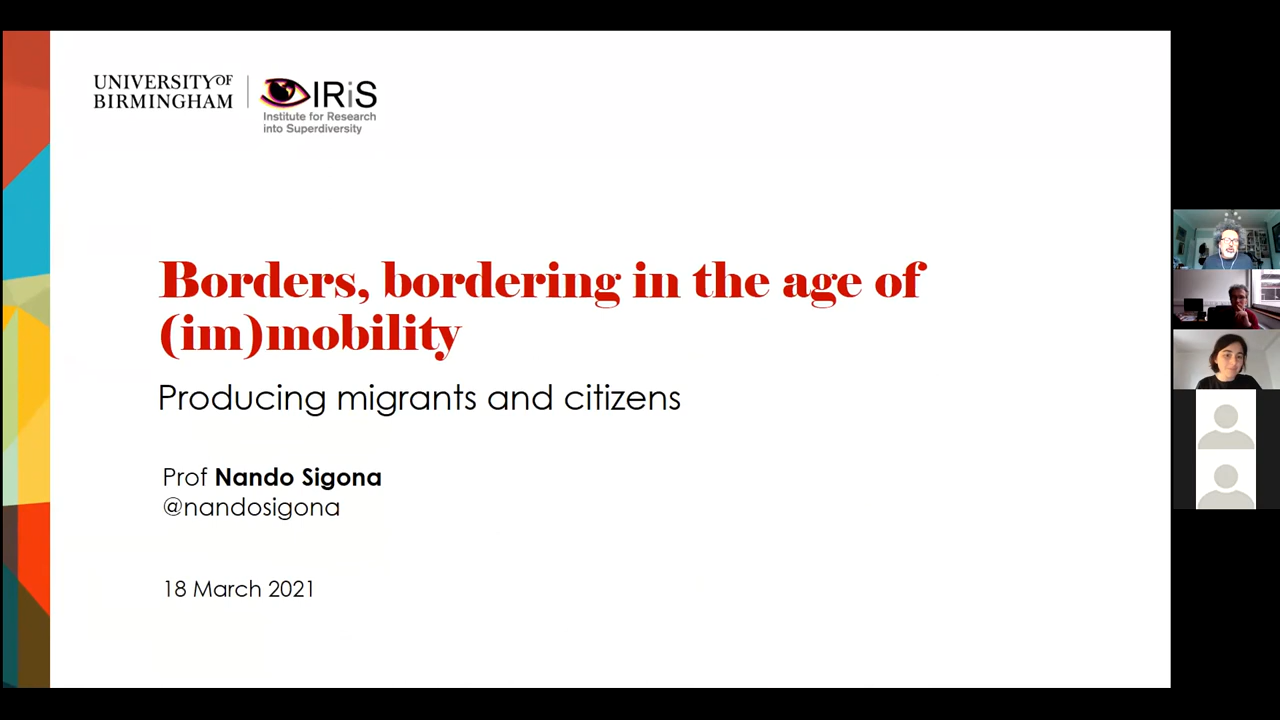 UNIVERSITY OF
BIRMINGHAM
IRiS
Institute for Research
into Superdiversity
Borders, bordering in the age of
(im)mobility
Producing migrants and citizens
Prof Nando Sigona
@nandosigona
18 March 2021